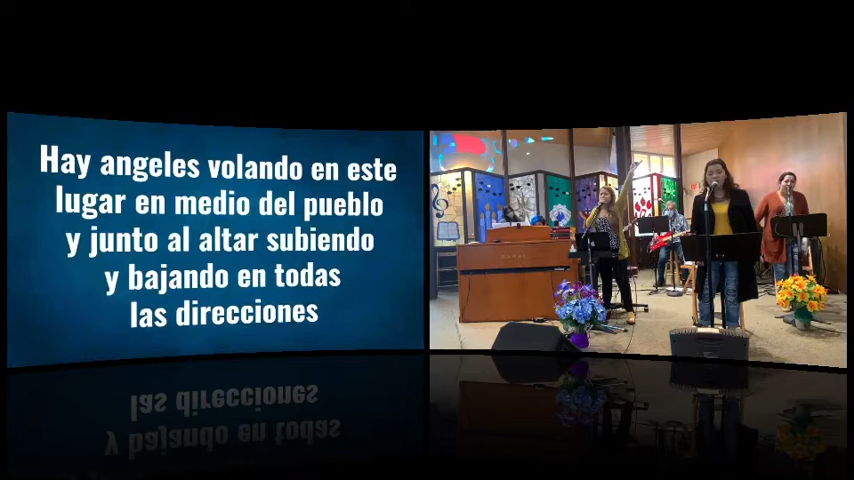 Hay angeles volando en este
lugar en medio del pueblo
y junto al altar subiendo
y bajando en todas
las direcciones